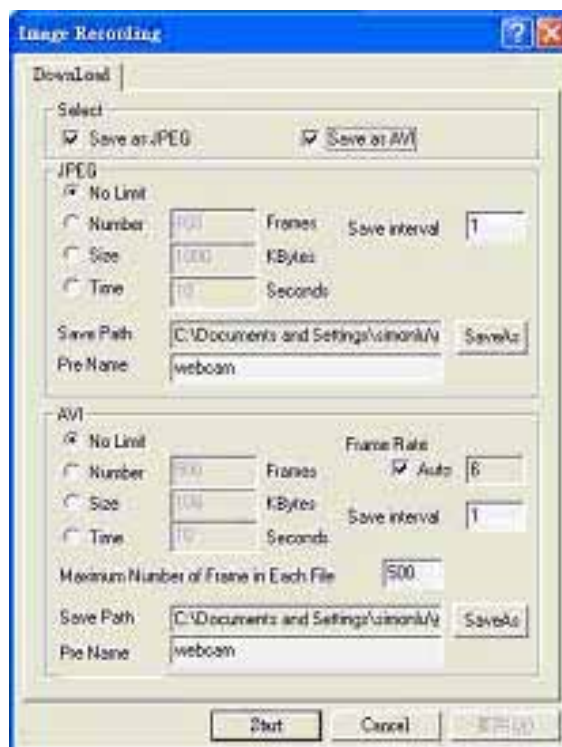 Image Recording
DownLoad
Select
Save as JPEG Save as AVI
JPEG
No Limit
Number Frames Save interval 1
Size 1000 KBytes
Time 10 Seconds
Save Path C:\Documents and Settings\simonlu\ SaveAs
Pre Name webcam
AVI
No Limit Frame Rate
Number 500 Frames Auto 6
Size KBytes Save interval 1
Time 10 Seconds
Maximum Number of Frame in Each File 500
Save Path C:\Documents and Settings\simonlu\ SaveAs
Pre Name webcam
Start Cancel